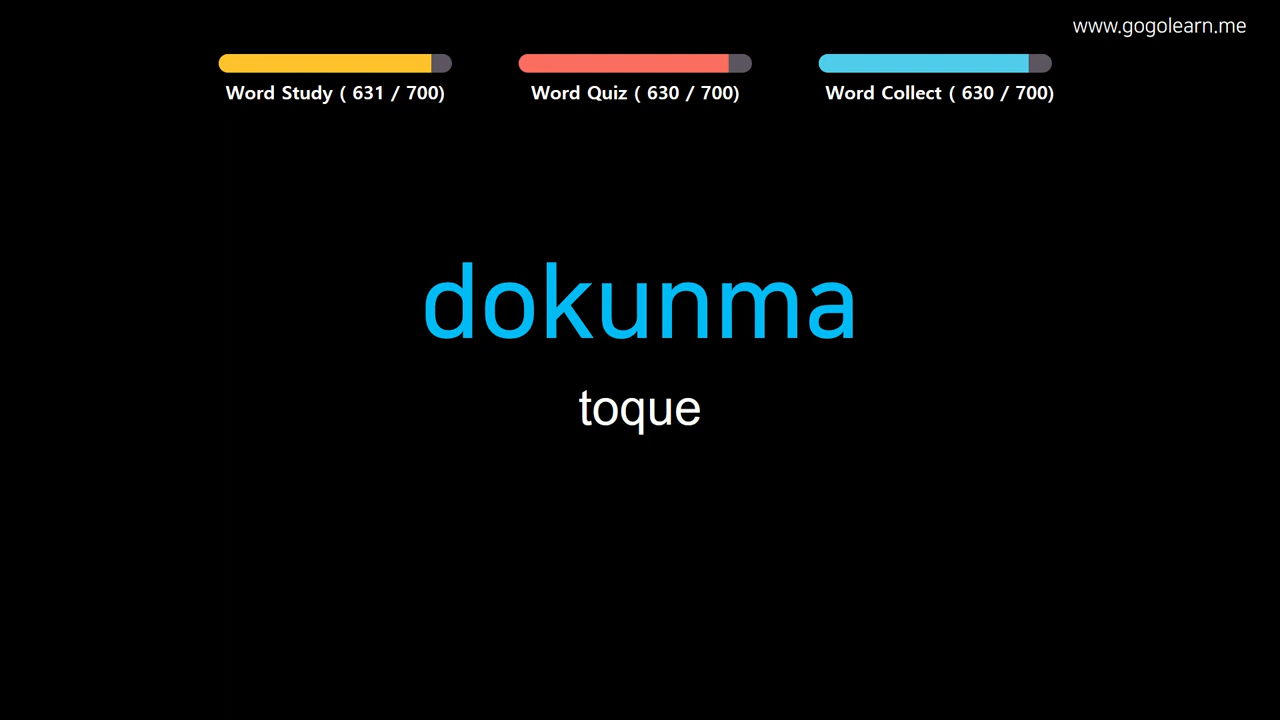 www.gogolearn.me
Word Study ( 631 / 700)
Word Quiz ( 630 / 700)
Word Collect ( 630 / 700)
dokunma
toque